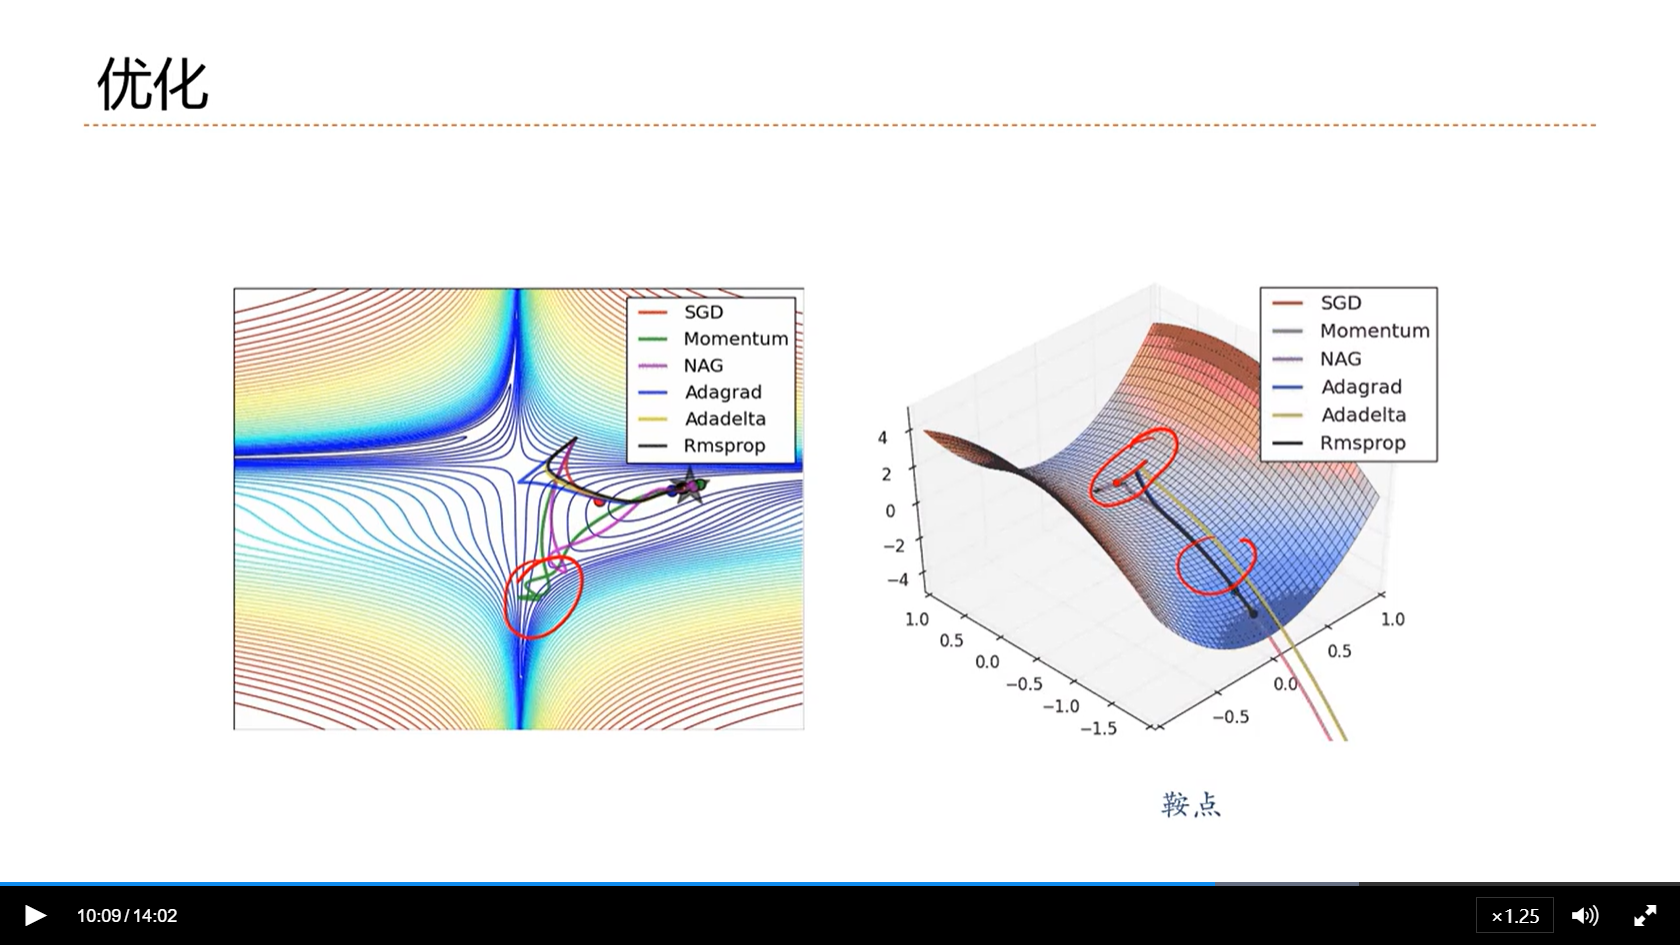 优化
SGD
Momentum
NAG
Adagrad
Adadelta
Rmsprop
SGD
Momentum
NAG
Adagrad
Adadelta
Rmsprop
4
2
0
−2
−4
1.0
0.5
0.0
−0.5
−1.0
−1.5
−0.5
0.0
0.5
1.0
鞍点
10:09/14:02
×1.25